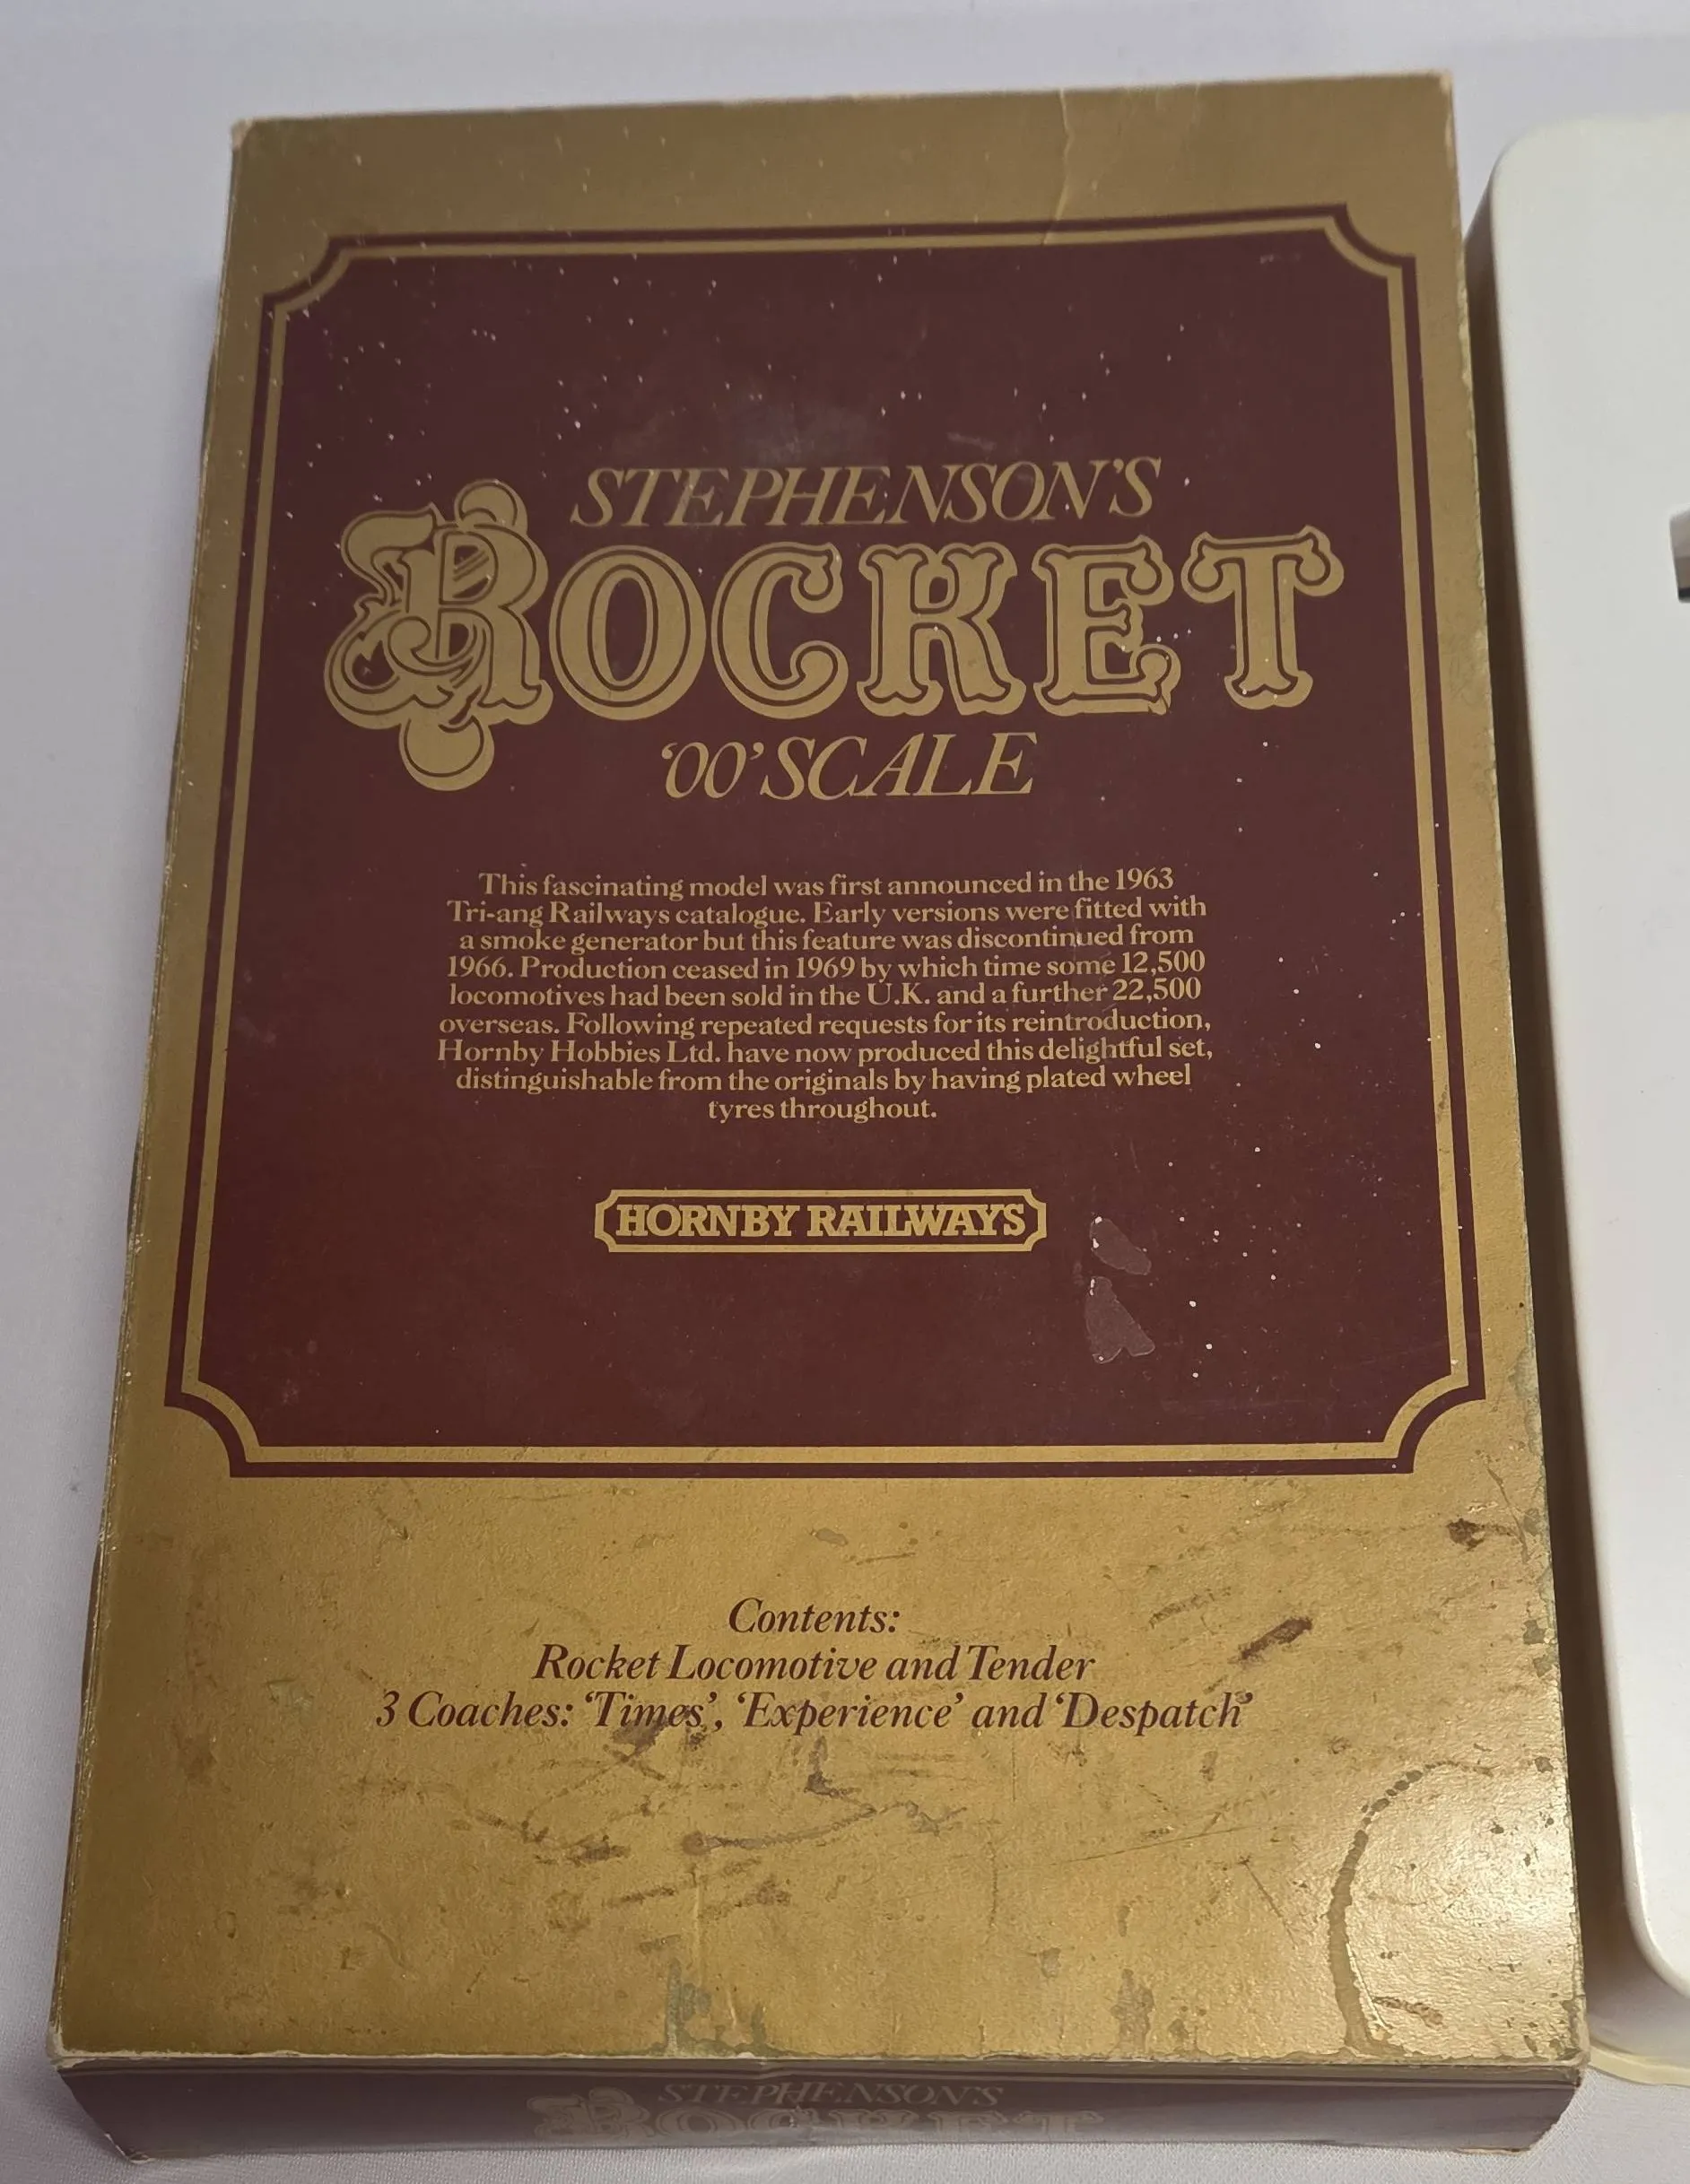 STEPHENSON'S
ROCKET
'00' SCALE
This fascinating model was first announced in the 1963
Tri-ang Railways catalogue. Early versions were fitted with
a smoke generator but this feature was discontinued from
1966. Production ceased in 1969 by which time some 12,500
locomotives had been sold in the U.K. and a further 22,500
overseas. Following repeated requests for its reintroduction,
Hornby Hobbies Ltd. have now produced this delightful set,
distinguishable from the originals by having plated wheel
tyres throughout.
HORNBY RAILWAYS
Contents:
Rocket Locomotive and Tender
3 Coaches: 'Times', 'Experience' and 'Despatch'
STEPHENSON'S
ROCKET